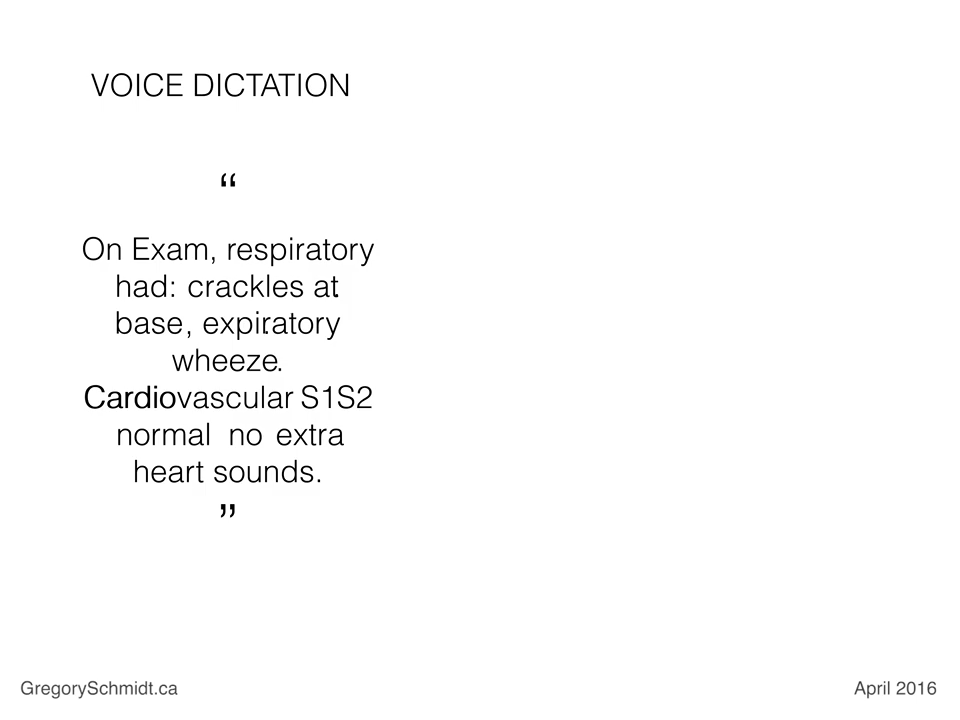 VOICE DICTATION
“
On Exam, respiratory
had: crackles at
base, expiratory
wheeze.
Cardiovascular S1S2
normal no extra
heart sounds.
”
GregorySchmidt.ca
April 2016